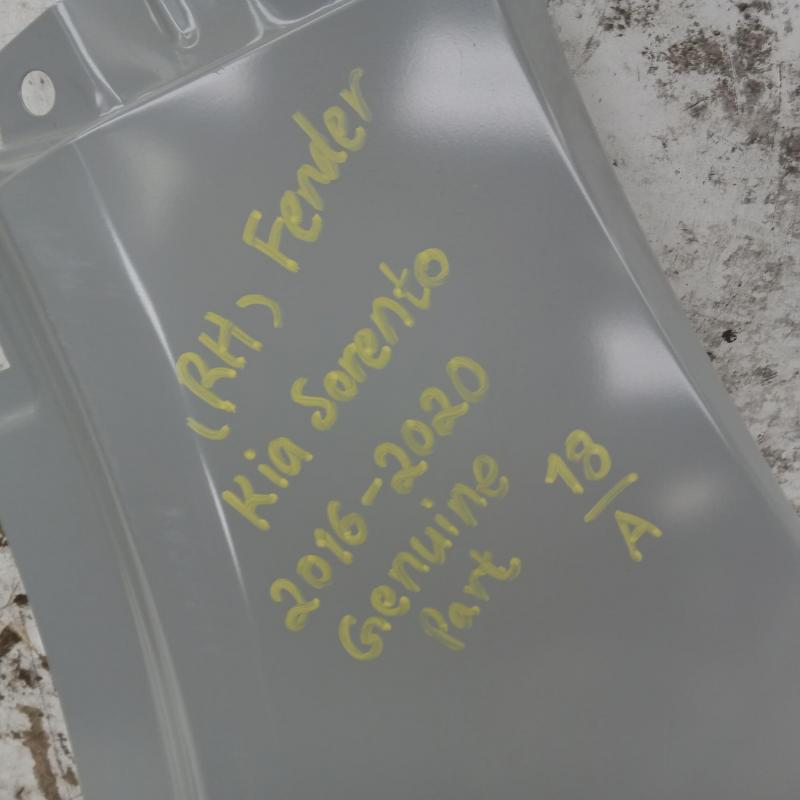 (RH) Fender
Kia Sorento
2016-2020
Genuine
Part
18/A